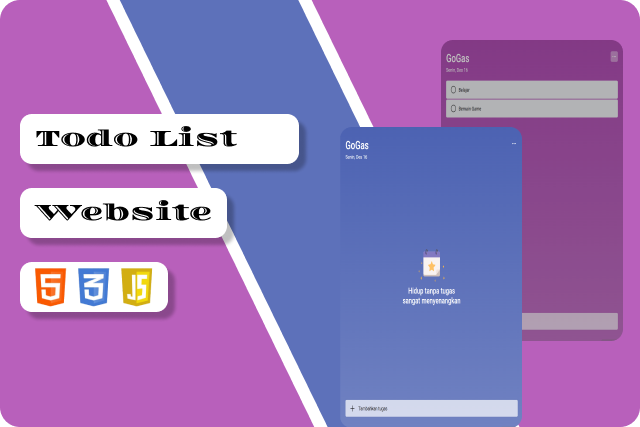 Todo List
Website
5
3
JS
GoGas
Senin, Des 16
Belajar
Bermain Game
GoGas
Senin, Des 16
Hidup tanpa tugas
sangat menyenangkan
+ Tambahkan tugas